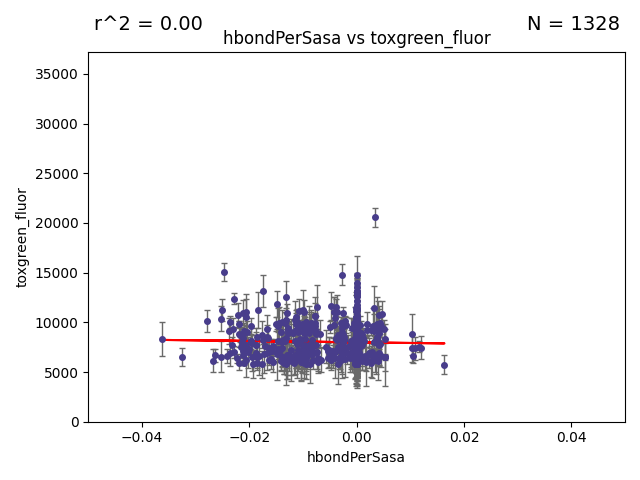 r^2 = 0.00
N = 1328
hbondPerSasa vs toxgreen_fluor
35000
30000
25000
20000
15000
10000
5000
0
toxgreen_fluor
−0.04
−0.02
0.00
0.02
0.04
hbondPerSasa